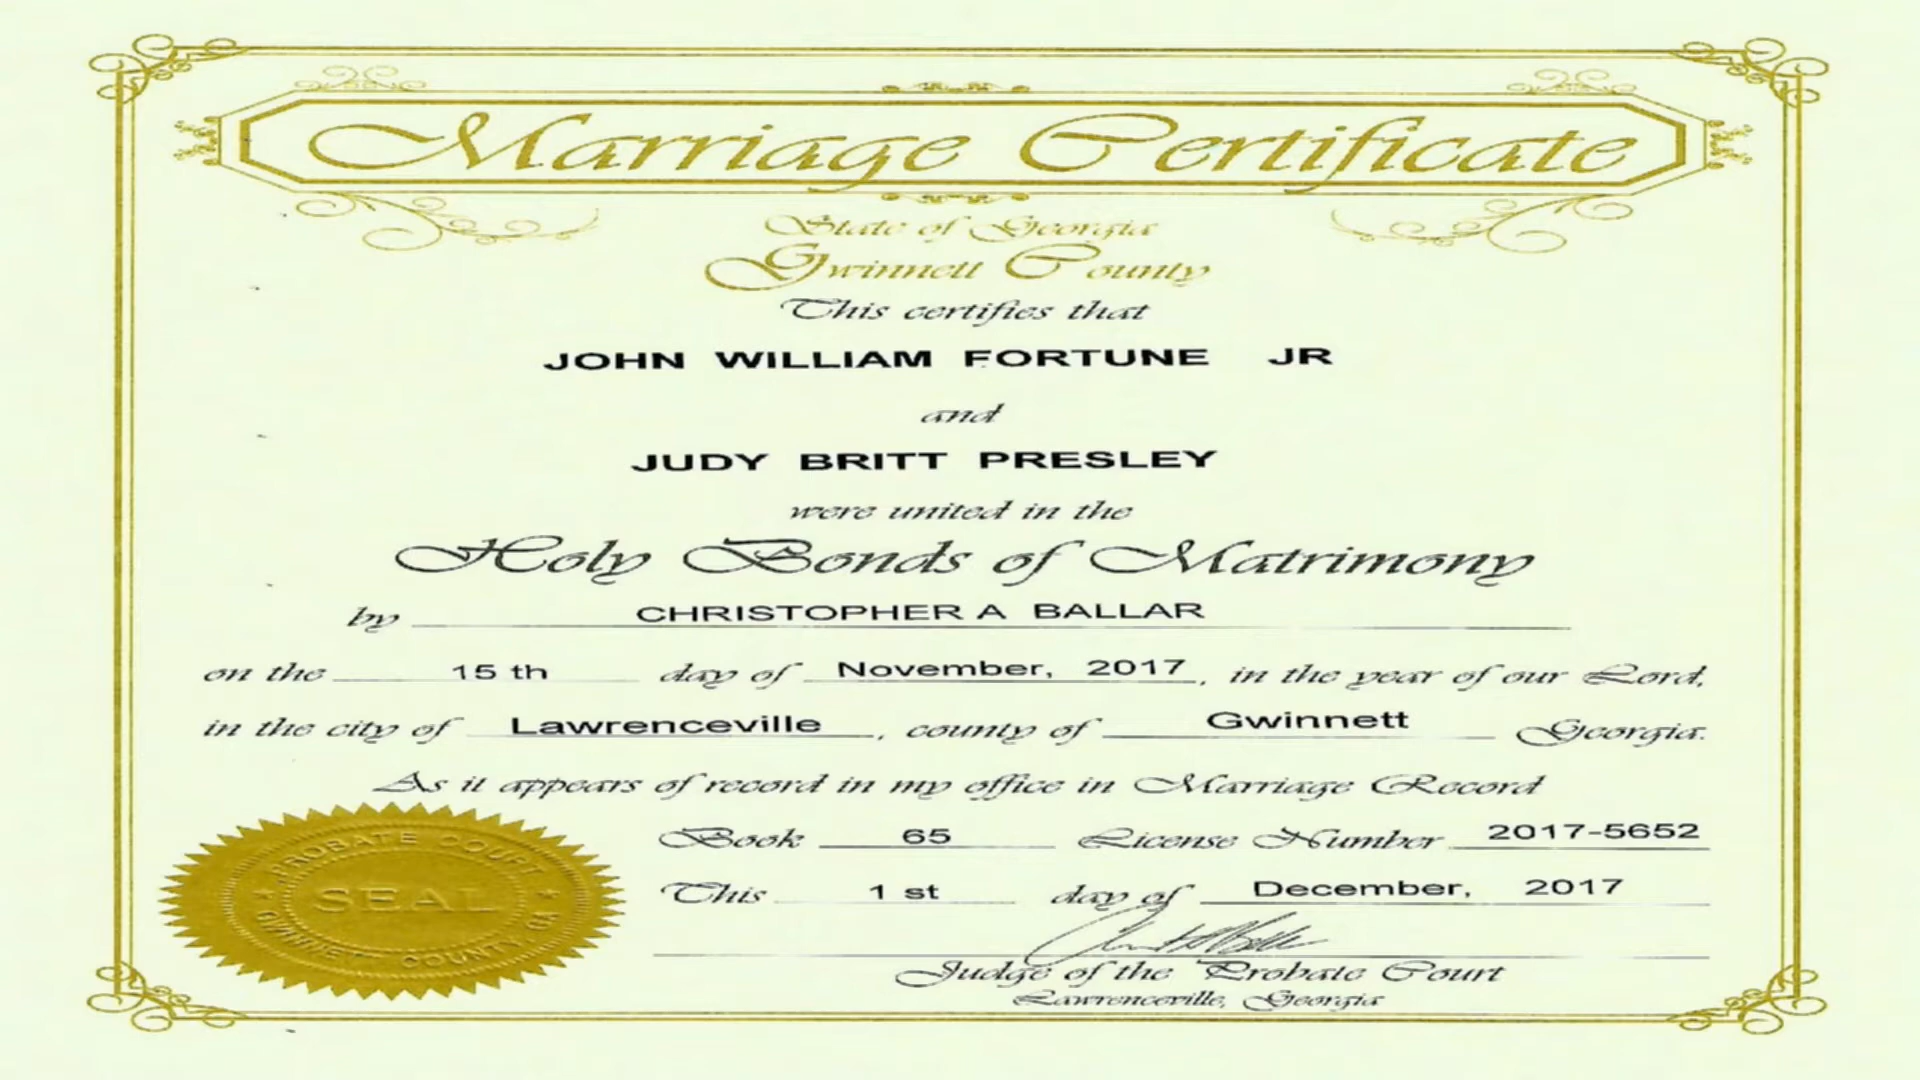 Marriage Certificate
State of Georgia
Gwinnett County
This certifies that
JOHN WILLIAM FORTUNE JR
and
JUDY BRITT PRESLEY
were united in the
Holy Bonds of Matrimony
by CHRISTOPHER A BALLAR
on the 15 th day of November, 2017, in the year of our Lord,
in the city of Lawrenceville, county of Gwinnett Georgia.
As it appears of record in my office in Marriage Record
Book 65 License Number 2017-5652
This 1 st day of December, 2017
Judge of the Probate Court
Lawrenceville, Georgia
PROBATE COURT
SEAL
GWINNETT COUNTY, GA